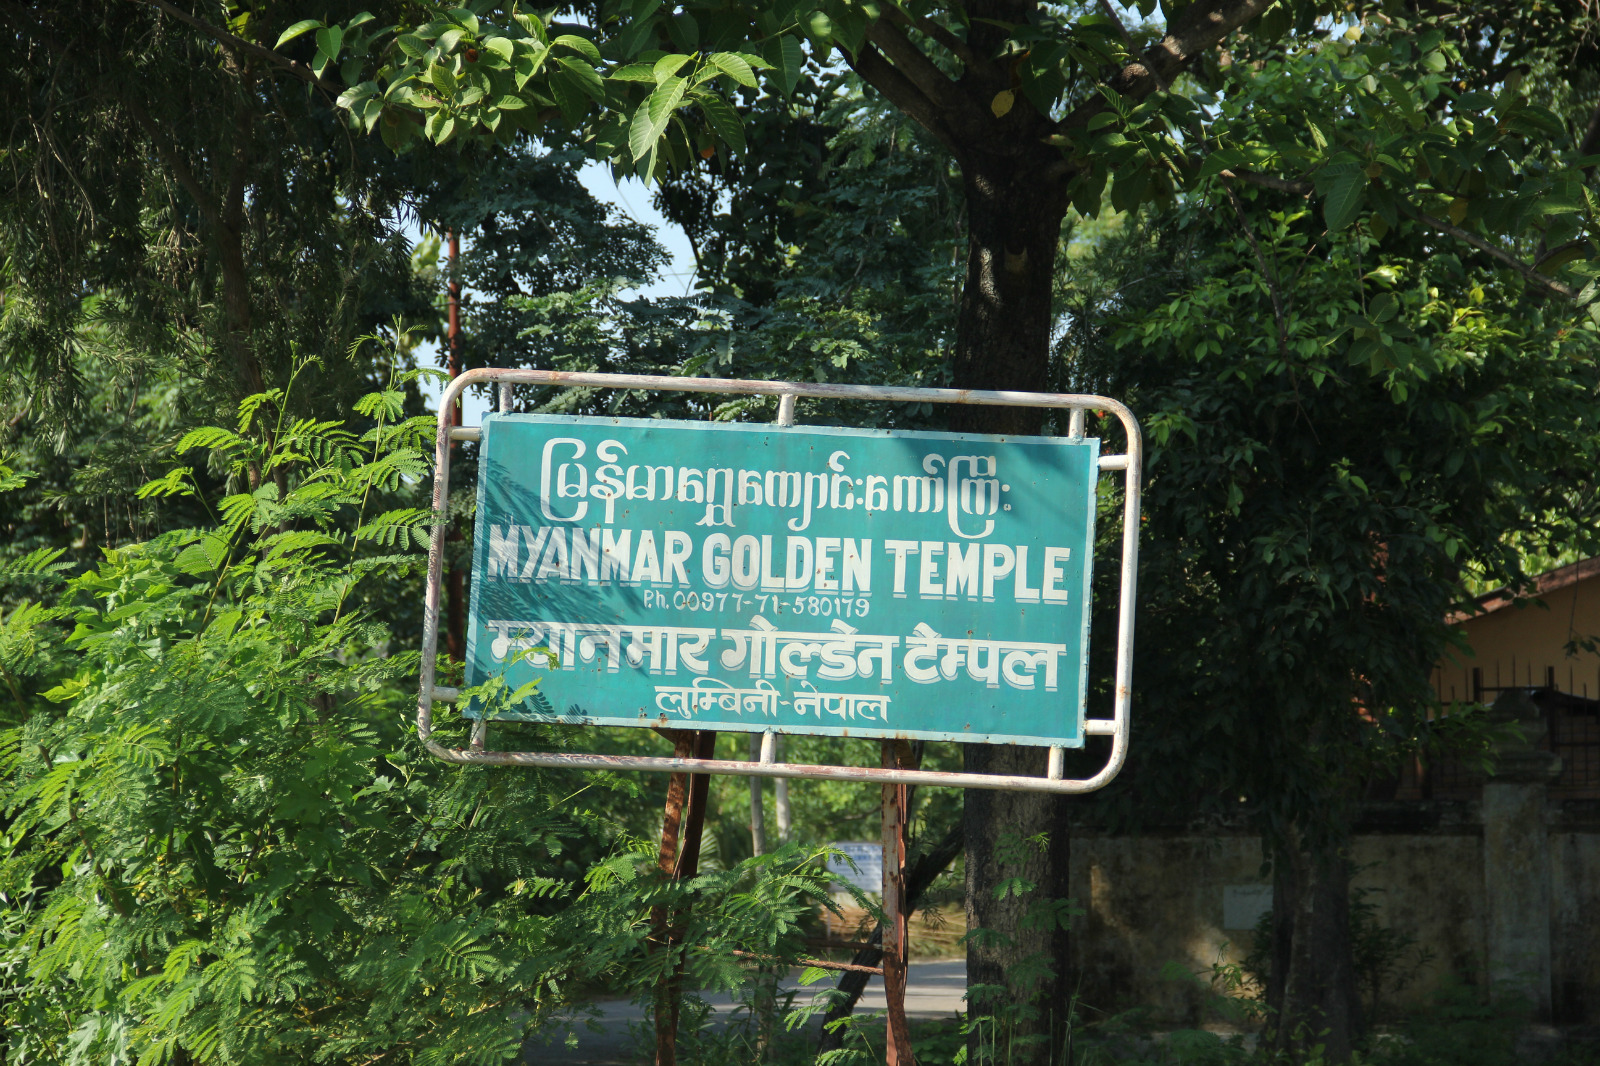 မြန်မာရွှေကျောင်းတော်ကြီး
MYANMAR GOLDEN TEMPLE
Ph. 00977-71-580179
म्यानमार गोल्डेन टेम्पल
लुम्बिनी-नेपाल